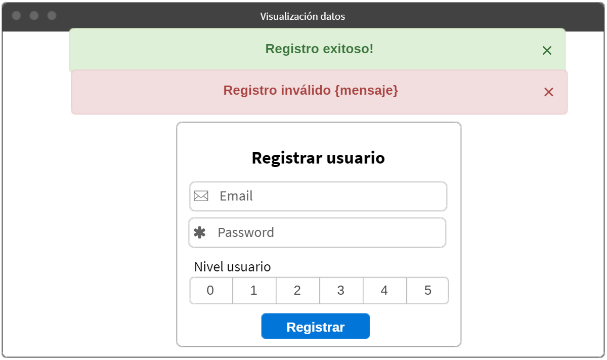 Visualización datos
Registro exitoso! ×
Registro inválido {mensaje} ×
Registrar usuario
Email
Password
Nivel usuario
0 1 2 3 4 5
Registrar